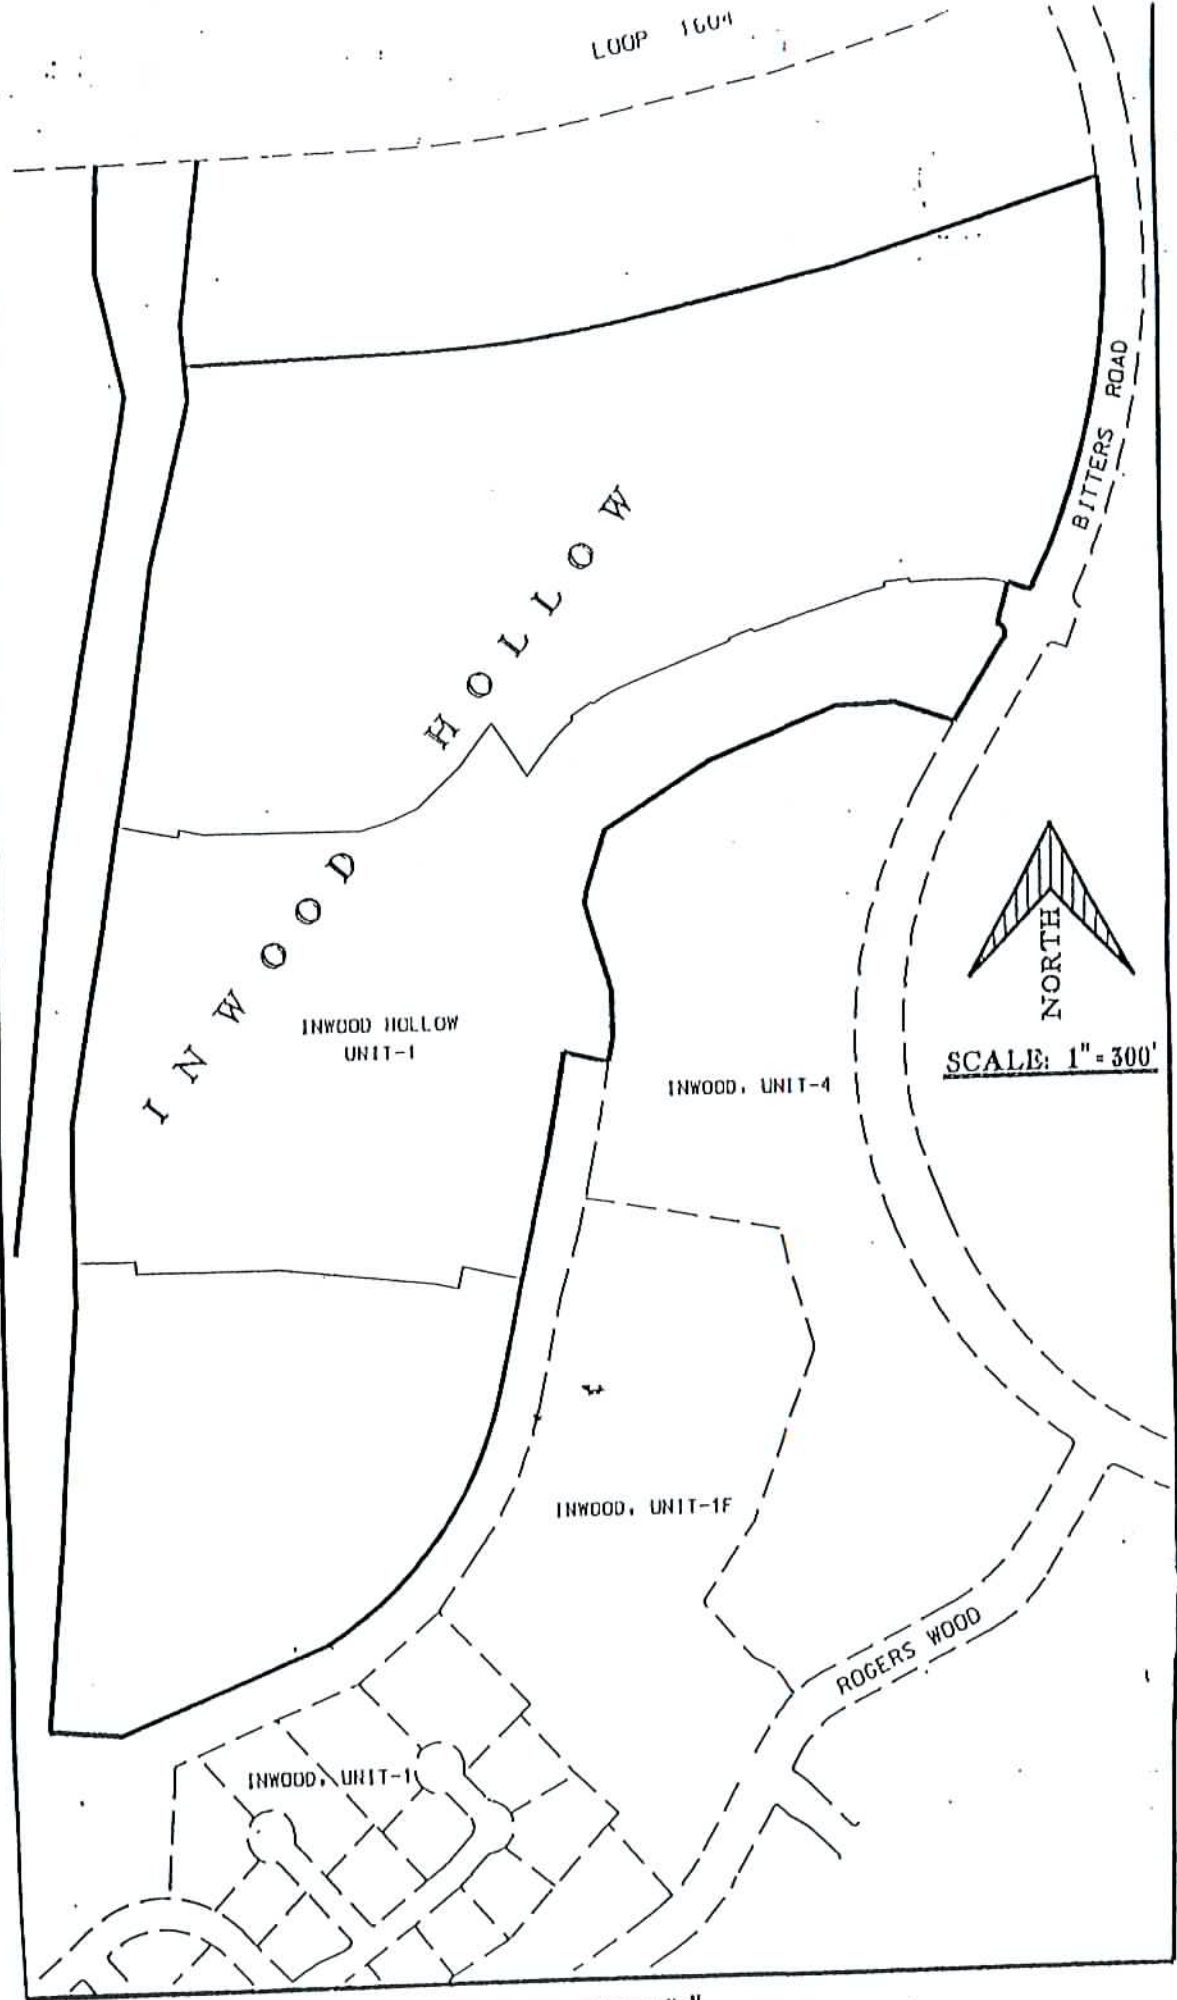 LOOP 1604
BITTERS ROAD
INWOOD HOLLOW
INWOOD HOLLOW
UNIT-1
NORTH
SCALE: 1" = 300'
INWOOD, UNIT-4
INWOOD, UNIT-1F
ROGERS WOOD
INWOOD, UNIT-1